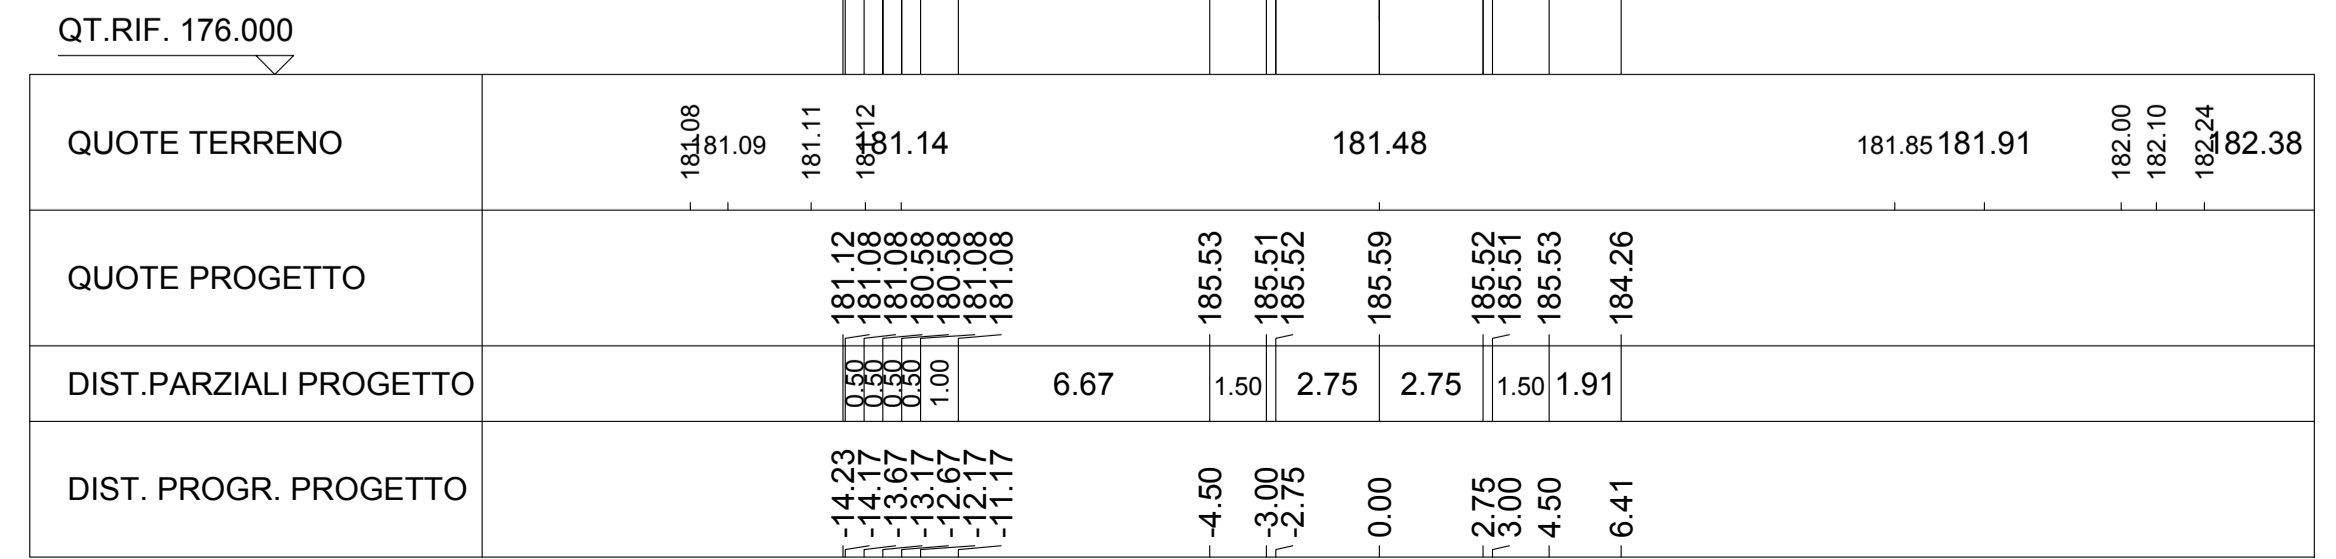 QT.RIF. 176.000
QUOTE TERRENO 181.08 181.09 181.11 181.12 181.14 181.48 181.85 181.91 182.00 182.10 182.24 182.38
QUOTE PROGETTO 181.12 181.08 181.08 180.58 180.58 181.08 181.08 185.53 185.51 185.52 185.59 185.52 185.51 185.53 184.26
DIST.PARZIALI PROGETTO 0.50 0.50 0.50 0.50 1.00 6.67 1.50 2.75 2.75 1.50 1.91
DIST. PROGR. PROGETTO -14.23 -14.17 -13.67 -13.17 -12.67 -12.17 -11.17 -4.50 -3.00 -2.75 0.00 2.75 3.00 4.50 6.41